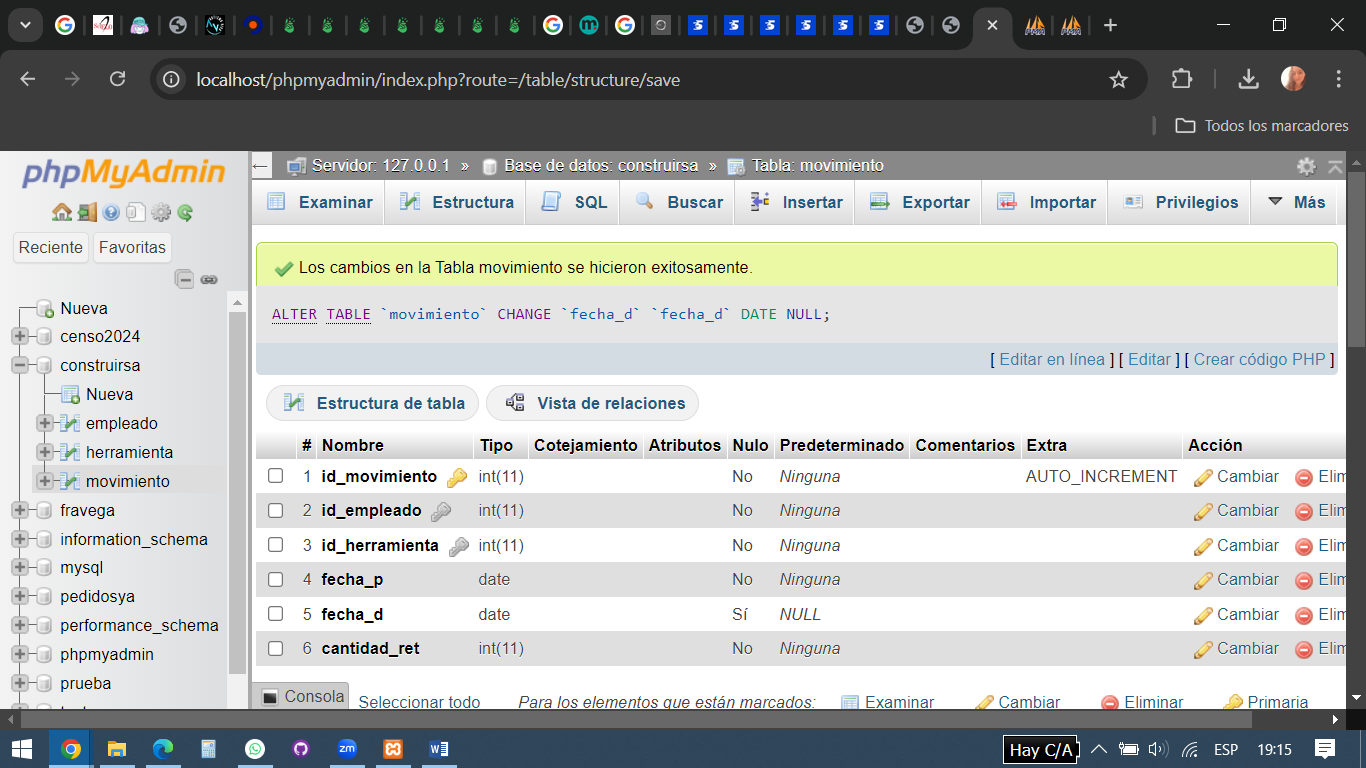 localhost/phpmyadmin/index.php?route=/table/structure/save
Todos los marcadores
phpMyAdmin
Reciente Favoritas
Nueva
censo2024
construirsa
Nueva
empleado
herramienta
movimiento
fravega
information_schema
mysql
pedidosya
performance_schema
phpmyadmin
prueba
Servidor: 127.0.0.1 » Base de datos: construirsa » Tabla: movimiento
Examinar Estructura SQL Buscar Insertar Exportar Importar Privilegios Más
Los cambios en la Tabla movimiento se hicieron exitosamente.
ALTER TABLE `movimiento` CHANGE `fecha_d` `fecha_d` DATE NULL;
[ Editar en línea ] [ Editar ] [ Crear código PHP ]
Estructura de tabla Vista de relaciones
# Nombre Tipo Cotejamiento Atributos Nulo Predeterminado Comentarios Extra Acción
1 id_movimiento int(11) No Ninguna AUTO_INCREMENT Cambiar Elim
2 id_empleado int(11) No Ninguna Cambiar Elim
3 id_herramienta int(11) No Ninguna Cambiar Elim
4 fecha_p date No Ninguna Cambiar Elim
5 fecha_d date Sí NULL Cambiar Elim
6 cantidad_ret int(11) No Ninguna Cambiar Elim
Consola Seleccionar todo Para los elementos que están marcados: Examinar Cambiar Eliminar Primaria
Hay C/A ESP 19:15